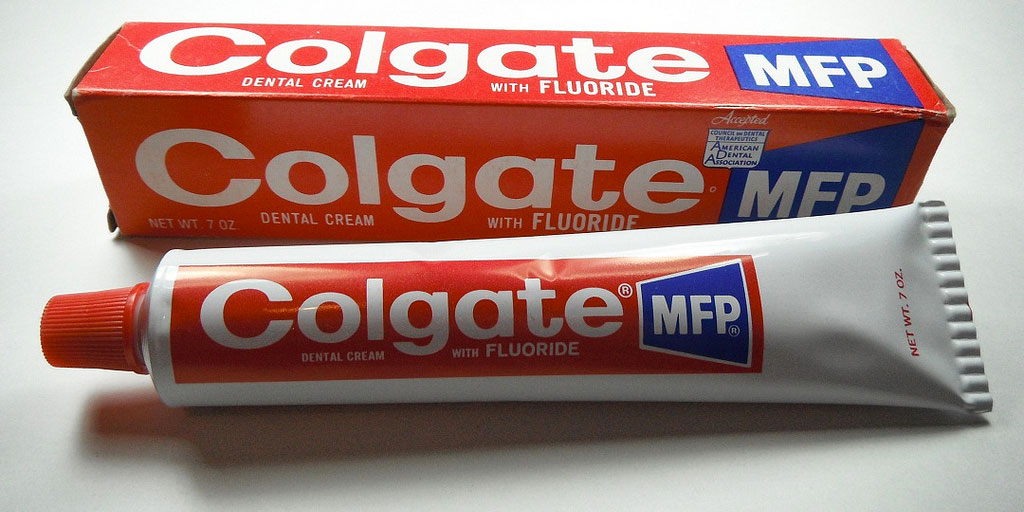 Colgate
DENTAL CREAM WITH FLUORIDE
MFP
Accepted
COUNCIL ON DENTAL
THERAPEUTICS
AMERICAN
DENTAL
ASSOCIATION
Colgate
NET WT. 7 OZ. DENTAL CREAM WITH FLUORIDE
MFP
Colgate®
DENTAL CREAM WITH FLUORIDE
MFP®
NET WT. 7 OZ.